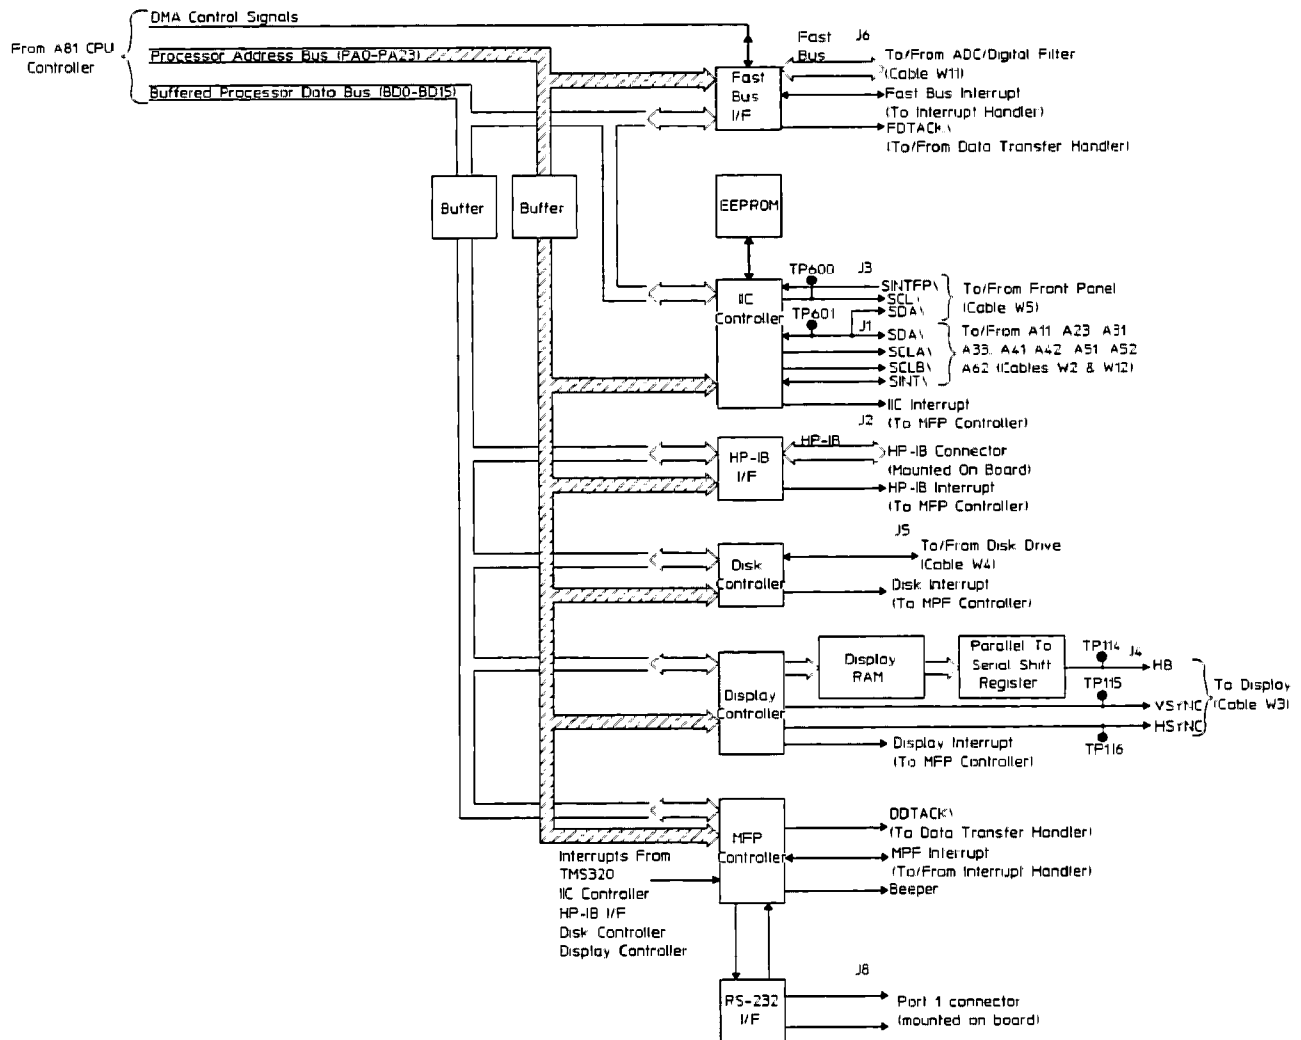 DMA Control Signals
From A81 CPU
Controller
Processor Address Bus (PA0-PA23)
Buffered Processor Data Bus (BD0-BD15)
Fast
Bus
J6
To/From ADC/Digital Filter
(Cable W11)
Fast
Bus
I/F
Fast Bus Interrupt
(To Interrupt Handler)
FDTACK\
(To/From Data Transfer Handler)
Buffer
Buffer
EEPROM
TP600
J3
SINTFP\
SCL\
SDA\
To/From Front Panel
(Cable W5)
IIC
Controller
TP601
J1
SDA\
SCLA\
SCLB\
SINT\
To/From A11 A23 A31
A33, A41 A42 A51 A52
A62 (Cables W2 & W12)
IIC Interrupt
(To MFP Controller)
J2
HP-IB
HP-IB
I/F
HP-IB Connector
(Mounted On Board)
HP-IB Interrupt
(To MFP Controller)
J5
To/From Disk Drive
(Cable W4)
Disk
Controller
Disk Interrupt
(To MPF Controller)
Display
RAM
Parallel To
Serial Shift
Register
TP114
J4
HB
TP115
VSYNC
HSYNC
TP116
To Display
(Cable W3)
Display
Controller
Display Interrupt
(To MFP Controller)
MFP
Controller
DDTACK\
(To Data Transfer Handler)
MPF Interrupt
(To/From Interrupt Handler)
Beeper
Interrupts From
TMS320
IIC Controller
HP-IB I/F
Disk Controller
Display Controller
J8
RS-232
I/F
Port 1 connector
(mounted on board)